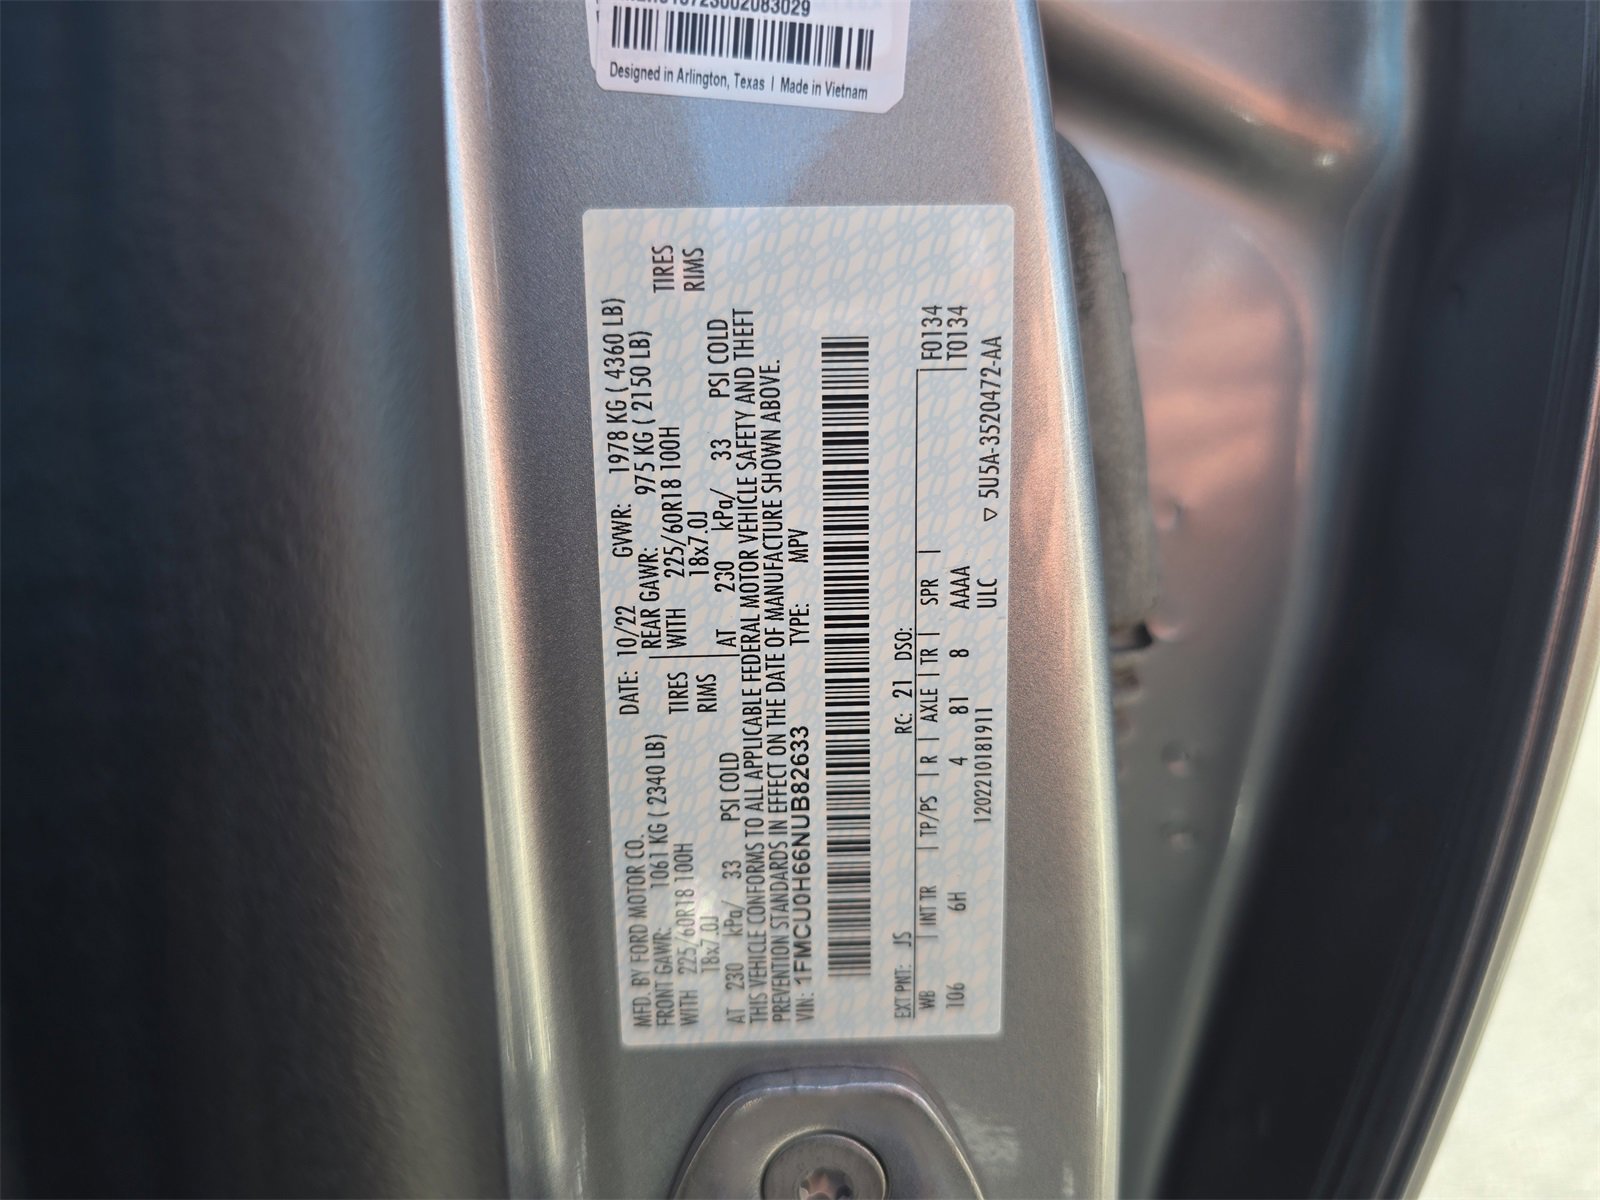 Designed in Arlington, Texas | Made in Vietnam
MFD. BY FORD MOTOR CO. DATE: 10/22 GVWR: 1978 KG ( 4360 LB)
FRONT GAWR: 1061 KG ( 2340 LB) REAR GAWR: 975 KG ( 2150 LB)
WITH 225/60R18 100H TIRES WITH 225/60R18 100H TIRES
18x7.0J RIMS 18x7.0J RIMS
AT 230 kPa/ 33 PSI COLD AT 230 kPa/ 33 PSI COLD
THIS VEHICLE CONFORMS TO ALL APPLICABLE FEDERAL MOTOR VEHICLE SAFETY AND THEFT
PREVENTION STANDARDS IN EFFECT ON THE DATE OF MANUFACTURE SHOWN ABOVE.
VIN: 1FMCU0H66NUB82633 TYPE: MPV
EXT PNT: JS RC: 21 DSO:
WB | INT TR | TP/PS | R | AXLE | TR | SPR | F0134
106 6H 4 81 8 AAAA T0134
1202210181911 ULC ▽ 5U5A-3520472-AA